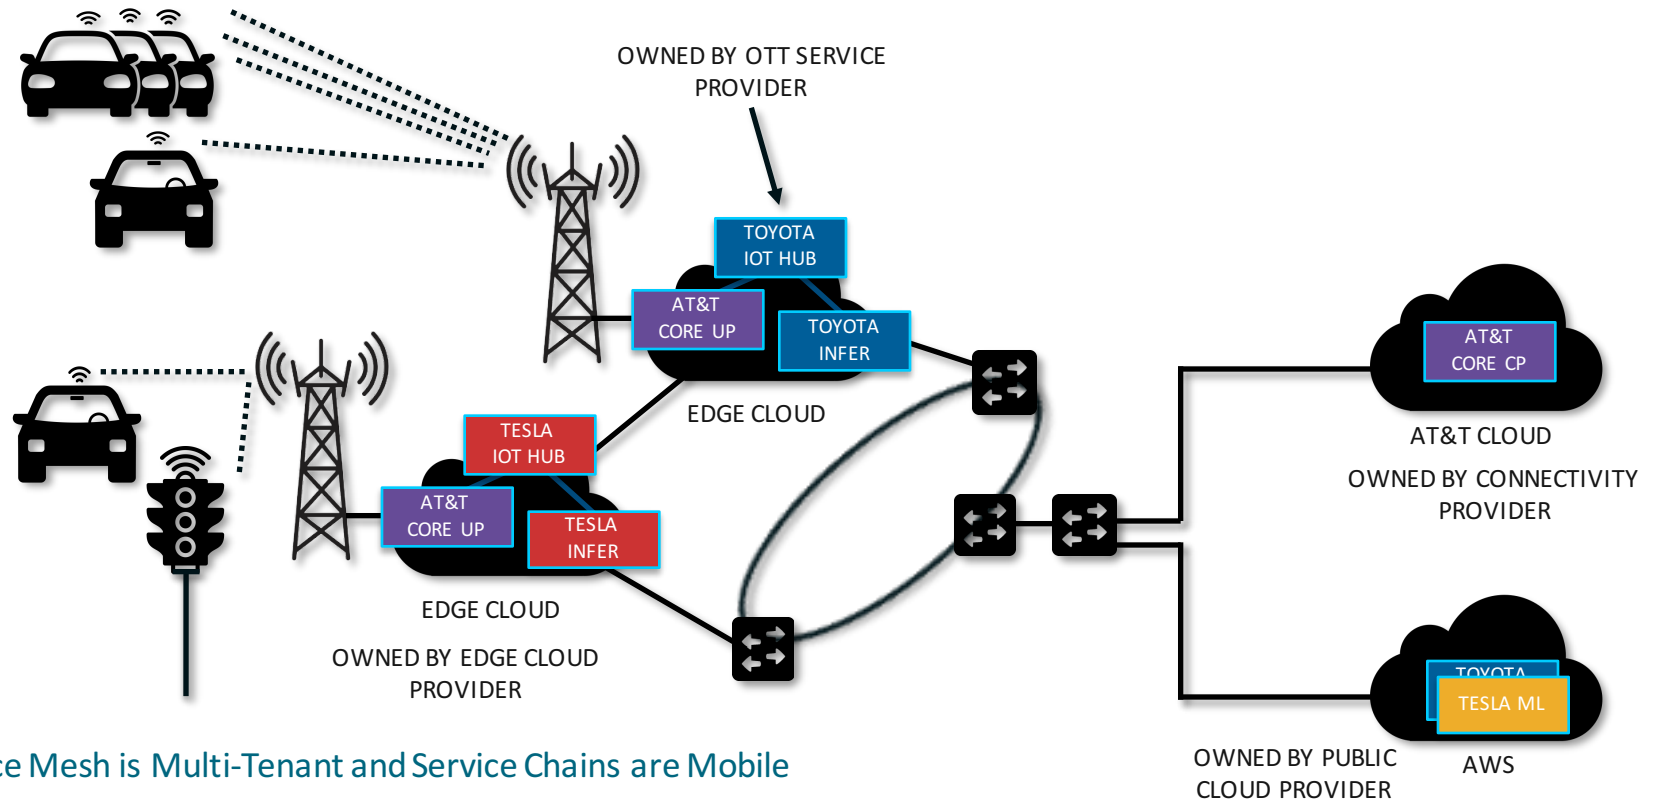 OWNED BY OTT SERVICE
PROVIDER
TOYOTA
IOT HUB
AT&T
CORE UP
TOYOTA
INFER
EDGE CLOUD
TESLA
IOT HUB
AT&T
CORE UP
TESLA
INFER
EDGE CLOUD
OWNED BY EDGE CLOUD
PROVIDER
AT&T
CORE CP
AT&T CLOUD
OWNED BY CONNECTIVITY
PROVIDER
TOYOTA
TESLA ML
AWS
OWNED BY PUBLIC
CLOUD PROVIDER
Mesh is Multi-Tenant and Service Chains are Mobile